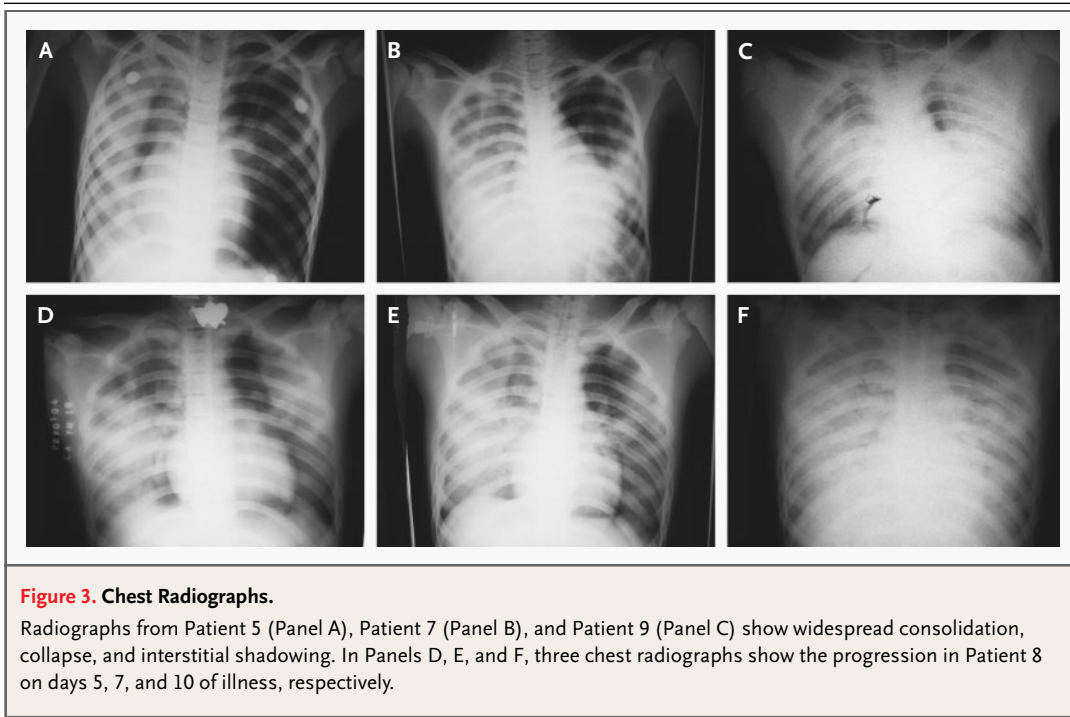 A
B
C
D
E
F
Figure 3. Chest Radiographs.
Radiographs from Patient 5 (Panel A), Patient 7 (Panel B), and Patient 9 (Panel C) show widespread consolidation,
collapse, and interstitial shadowing. In Panels D, E, and F, three chest radiographs show the progression in Patient 8
on days 5, 7, and 10 of illness, respectively.